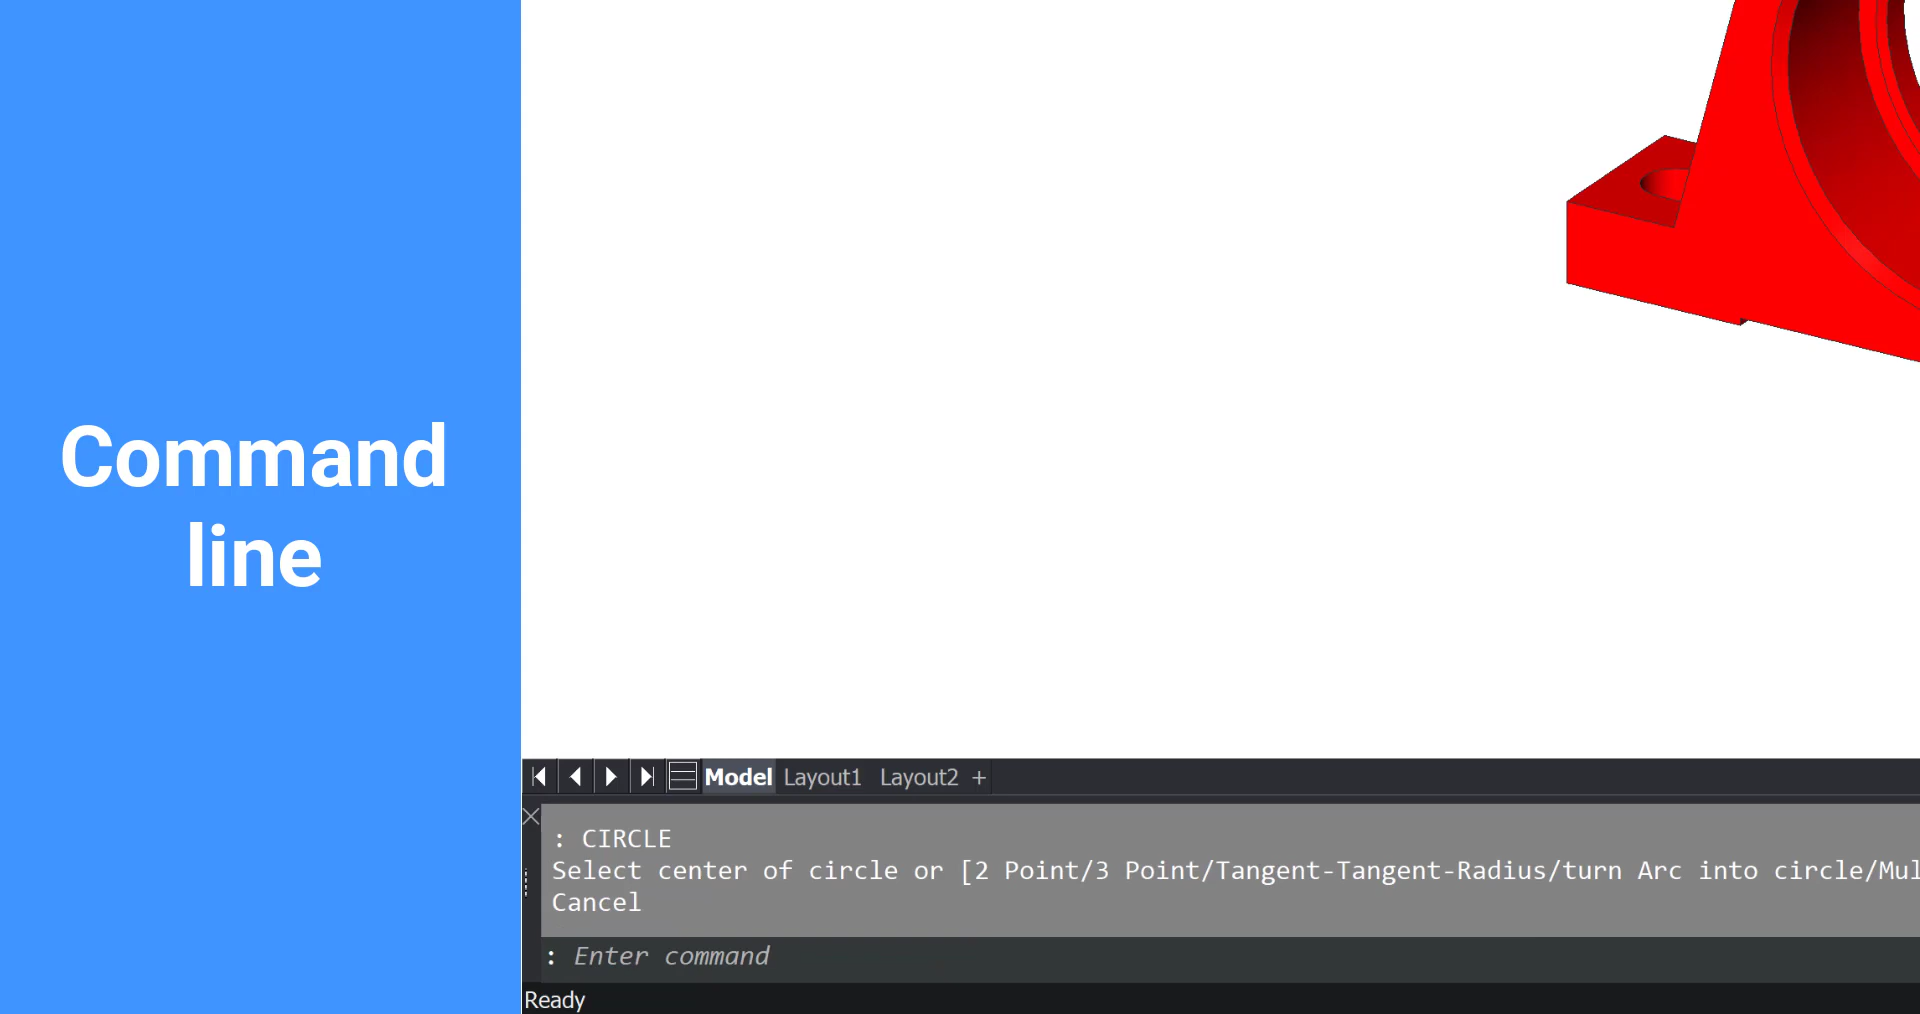 Command
line
Model Layout1 Layout2 +
: CIRCLE
Select center of circle or [2 Point/3 Point/Tangent-Tangent-Radius/turn Arc into circle/Mul
Cancel
: Enter command
Ready